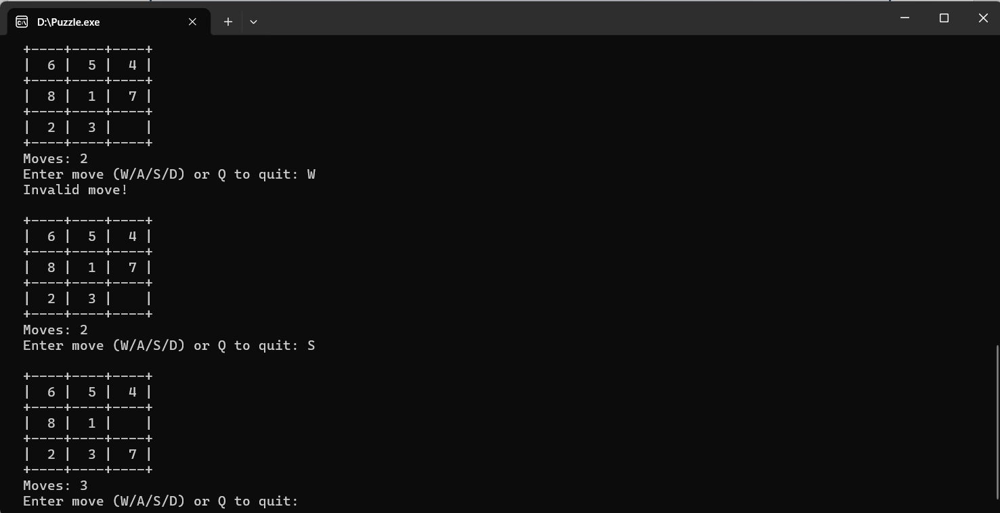 D:\Puzzle.exe
+----+----+----+
|  6 |  5 |  4 |
+----+----+----+
|  8 |  1 |  7 |
+----+----+----+
|  2 |  3 |    |
+----+----+----+
Moves: 2
Enter move (W/A/S/D) or Q to quit: W
Invalid move!
+----+----+----+
|  6 |  5 |  4 |
+----+----+----+
|  8 |  1 |  7 |
+----+----+----+
|  2 |  3 |    |
+----+----+----+
Moves: 2
Enter move (W/A/S/D) or Q to quit: S
+----+----+----+
|  6 |  5 |  4 |
+----+----+----+
|  8 |  1 |    |
+----+----+----+
|  2 |  3 |  7 |
+----+----+----+
Moves: 3
Enter move (W/A/S/D) or Q to quit: